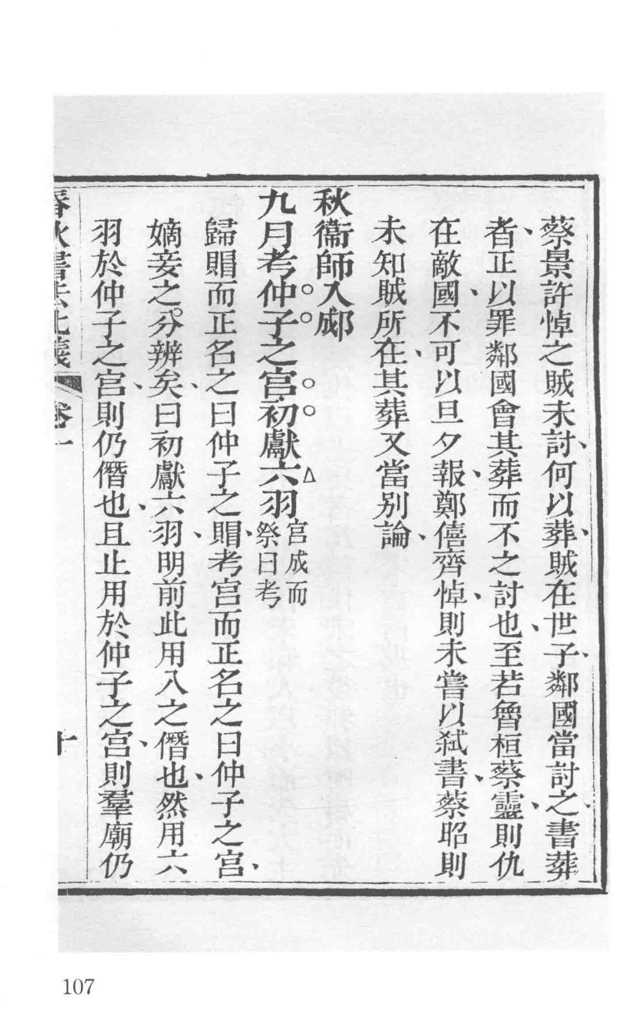 蔡景許悼之賊未討何以葬賊在世子鄰國當討之書葬
者正以罪鄰國會其葬而不之討也至若魯桓蔡靈則仇
在敵國不可以旦夕報鄭僖齊悼則未嘗以弑書蔡昭則
未知賊所在其葬又當別論
秋衞師入郕
九月考仲子之宮初獻六羽宮成而祭曰考
歸賵而正名之曰仲子之賵考宮而正名之曰仲子之宮
嫡妾之分辨矣曰初獻六羽明前此用八之僭也然用六
羽於仲子之宮則仍僭也且止用於仲子之宮則羣廟仍
春秋書法比義 卷一 十
107